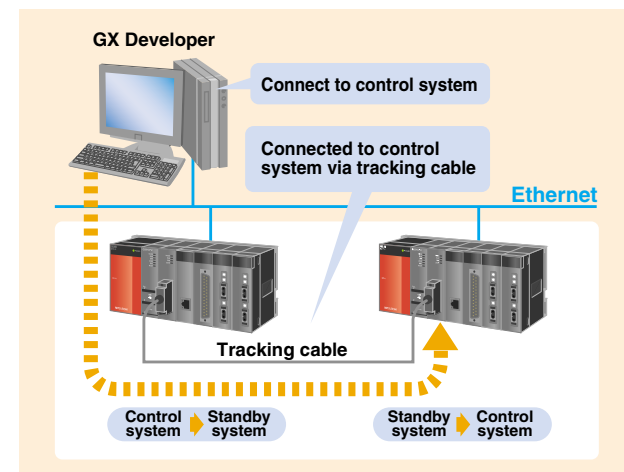 GX Developer
Connect to control system
Connected to control
system via tracking cable
Ethernet
Tracking cable
Control
system
Standby
system
Standby
system
Control
system